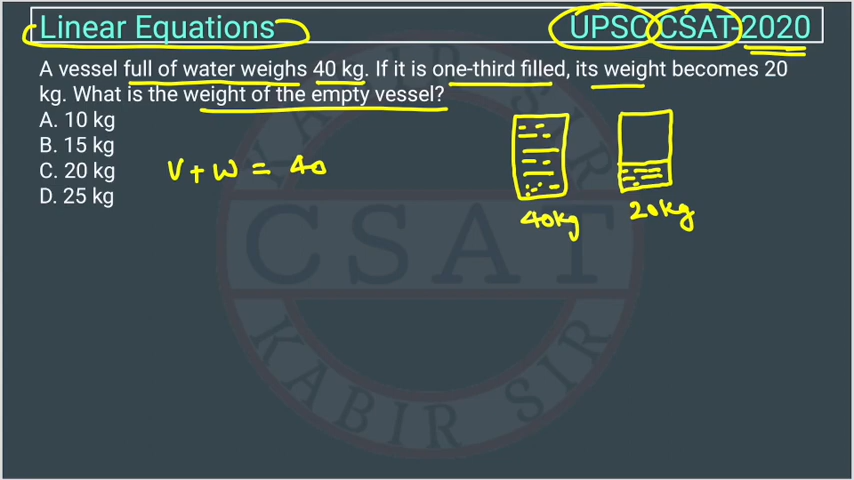 Linear Equations
UPSC CSAT-2020
A vessel full of water weighs 40 kg. If it is one-third filled, its weight becomes 20
kg. What is the weight of the empty vessel?
A. 10 kg
B. 15 kg
C. 20 kg
D. 25 kg
V + W = 40
40kg
20kg
KABIR SIR
CSAT
KABIR SIR